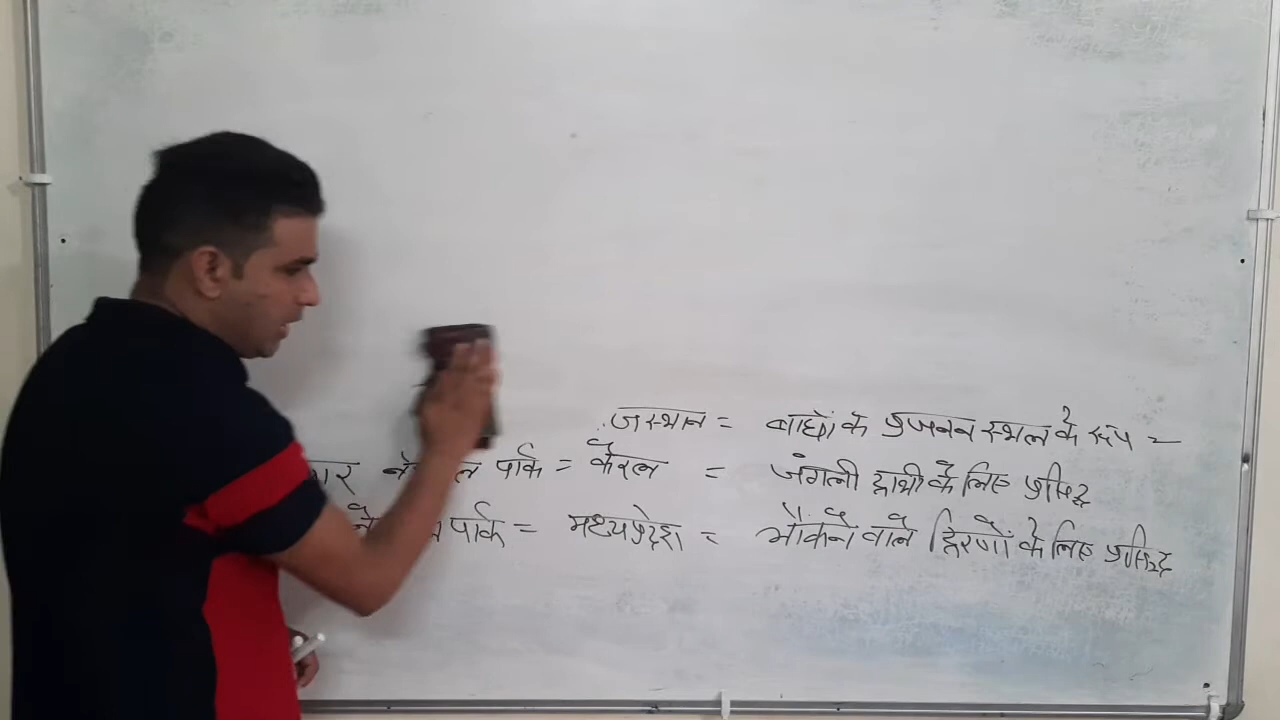 जस्थान = बाघों के प्रजनन स्थल के रूप -
पार्क = केरल = जंगली हाथी के लिए प्रसिद्ध
पार्क = मध्यप्रदेश = भौंकने वाले हिरणों के लिए प्रसिद्ध